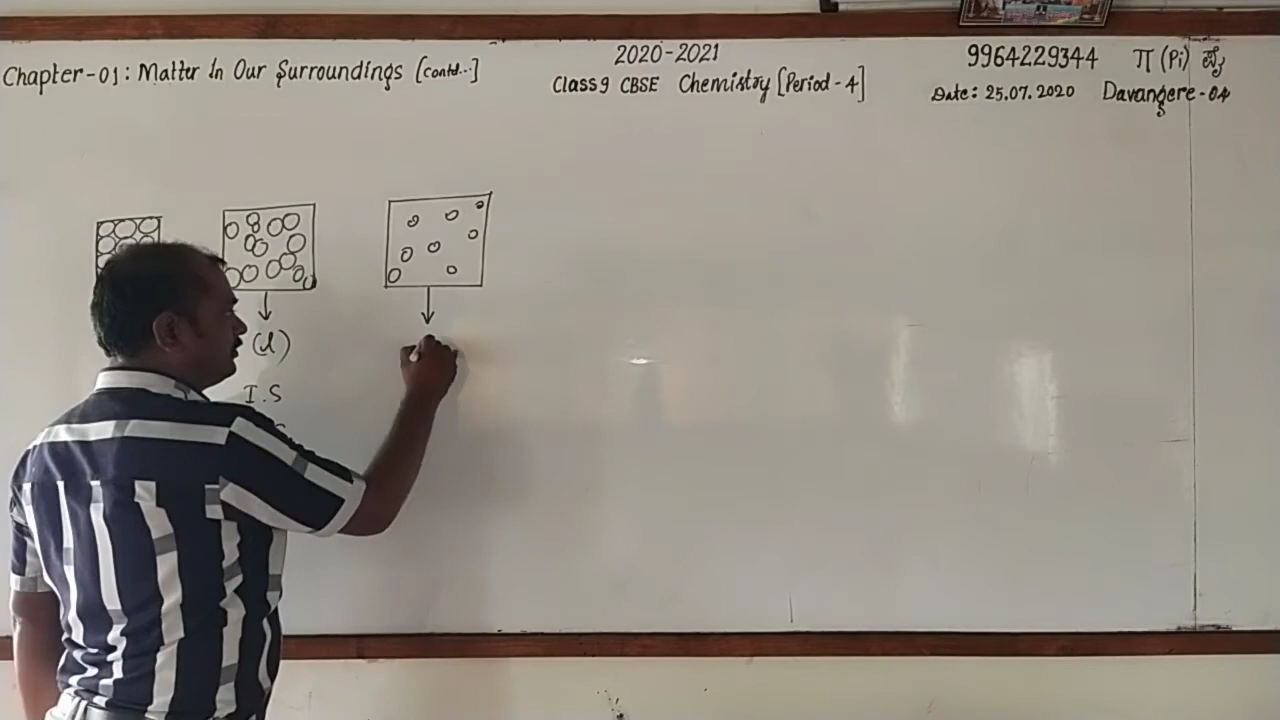 Chapter-01: Matter In Our Surroundings [Contd...]
2020-2021
Class 9 CBSE Chemistry [Period-4]
9964229344 π (Pi)
Date: 25.07.2020 Davangere-04
(l)
I.S